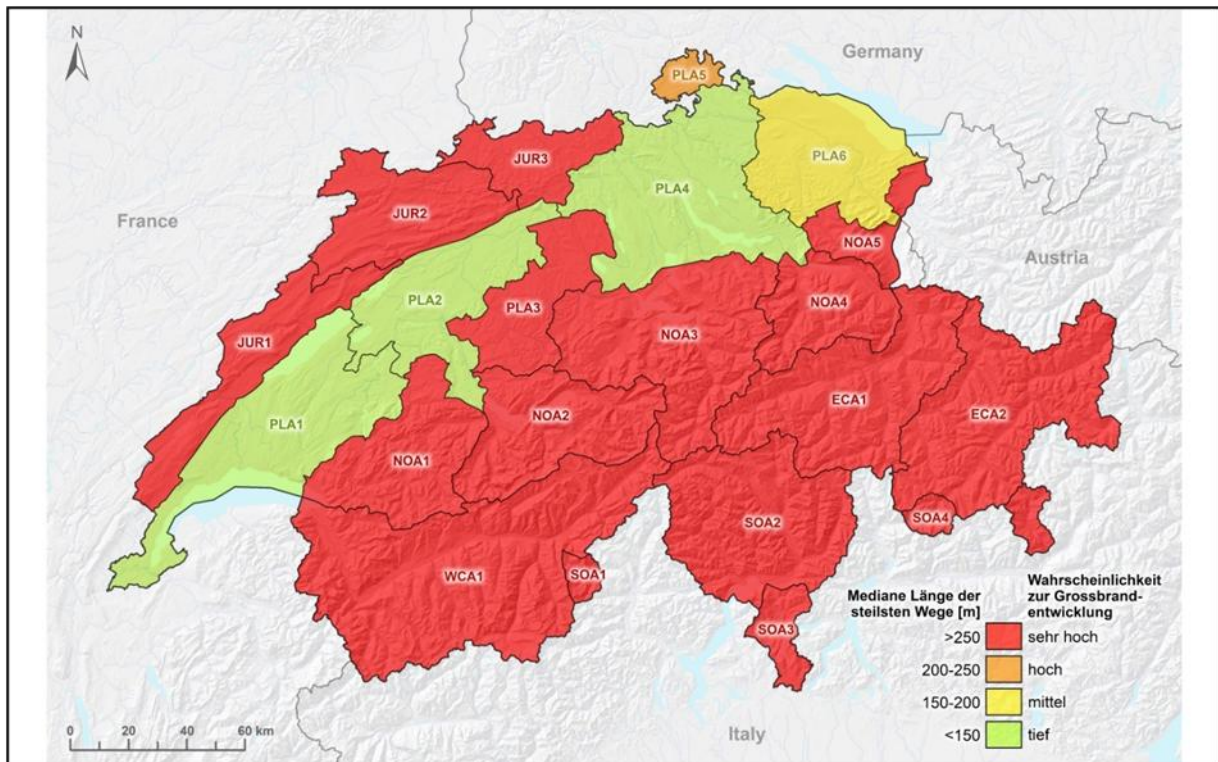 N
Germany
PLA5
JUR3
PLA6
PLA4
France
JUR2
NOA5
Austria
PLA2
PLA3
NOA4
NOA3
JUR1
ECA1
ECA2
NOA2
PLA1
NOA1
SOA4
SOA2
WCA1
SOA1
SOA3
Mediane Länge der
steilsten Wege [m]
Wahrscheinlichkeit
zur Grossbrand-
entwicklung
>250 sehr hoch
200-250 hoch
150-200 mittel
<150 tief
0 20 40 60 km
Italy